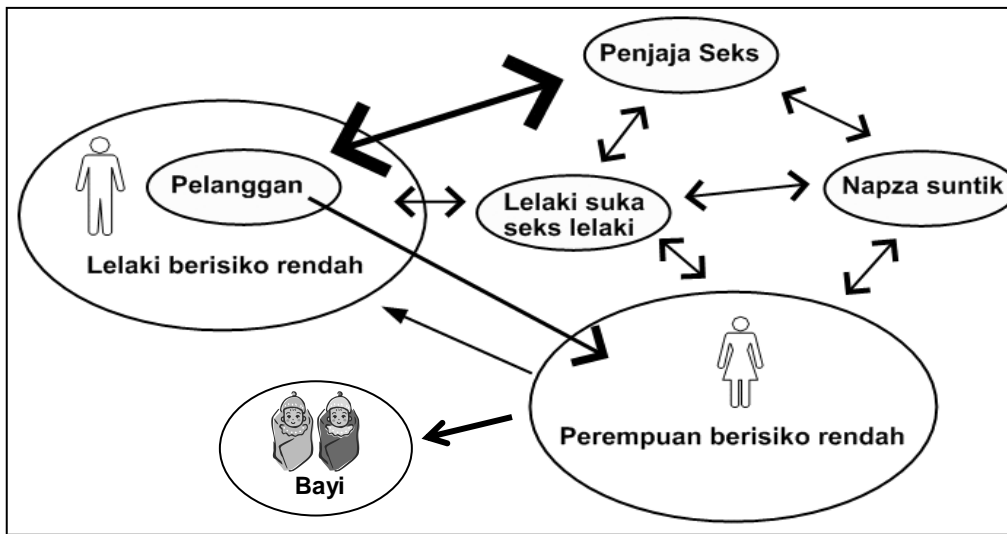 Penjaja Seks
Pelanggan
Lelaki suka
seks lelaki
Napza suntik
Lelaki berisiko rendah
Perempuan berisiko rendah
Bayi